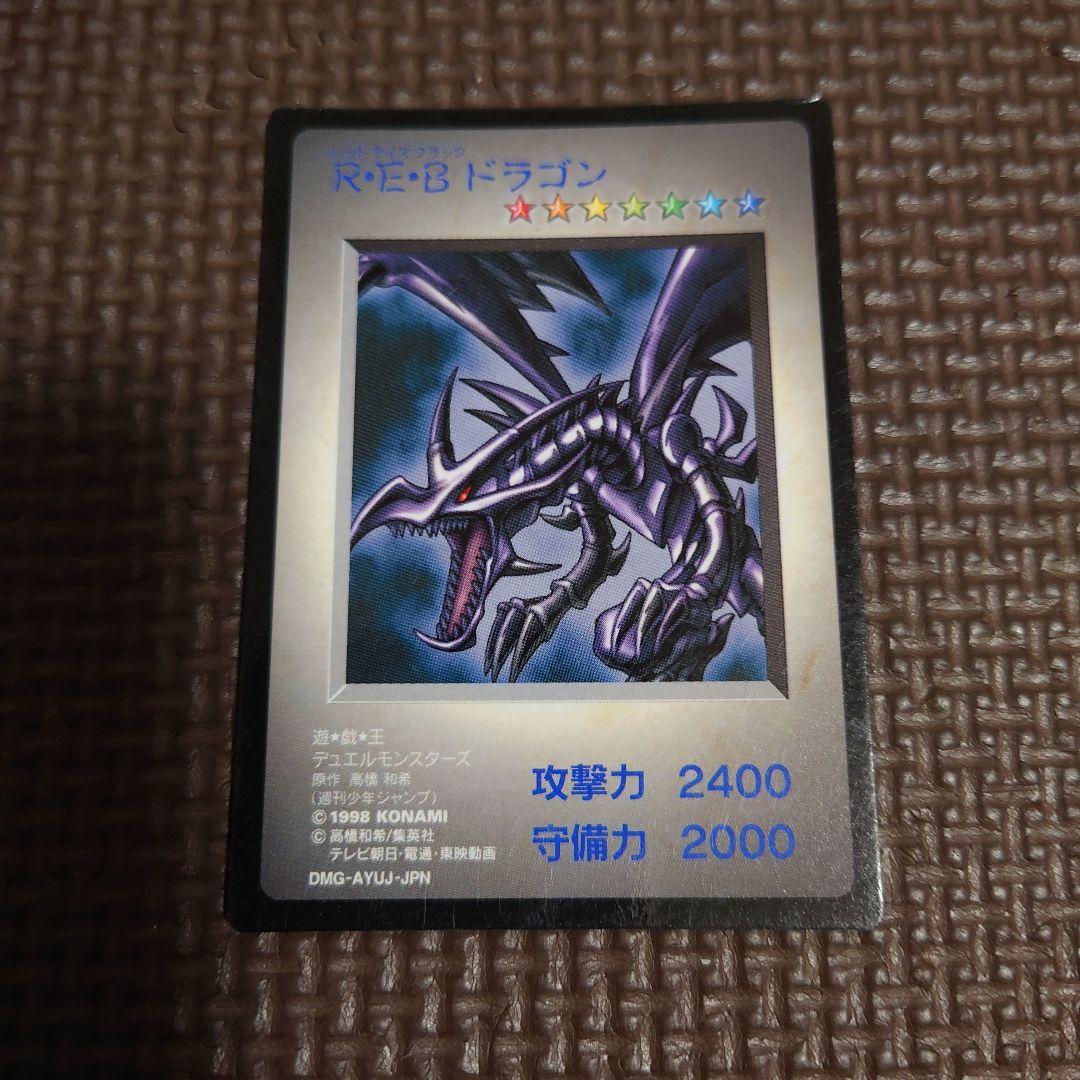 レッドアイズブラック
R・E・B ドラゴン
遊★戯★王
デュエルモンスターズ
原作 高橋 和希
(週刊少年ジャンプ)
©1998 KONAMI
© 高橋和希/集英社
テレビ朝日・電通・東映動画
DMG-AYUJ-JPN
攻撃力 2400
守備力 2000